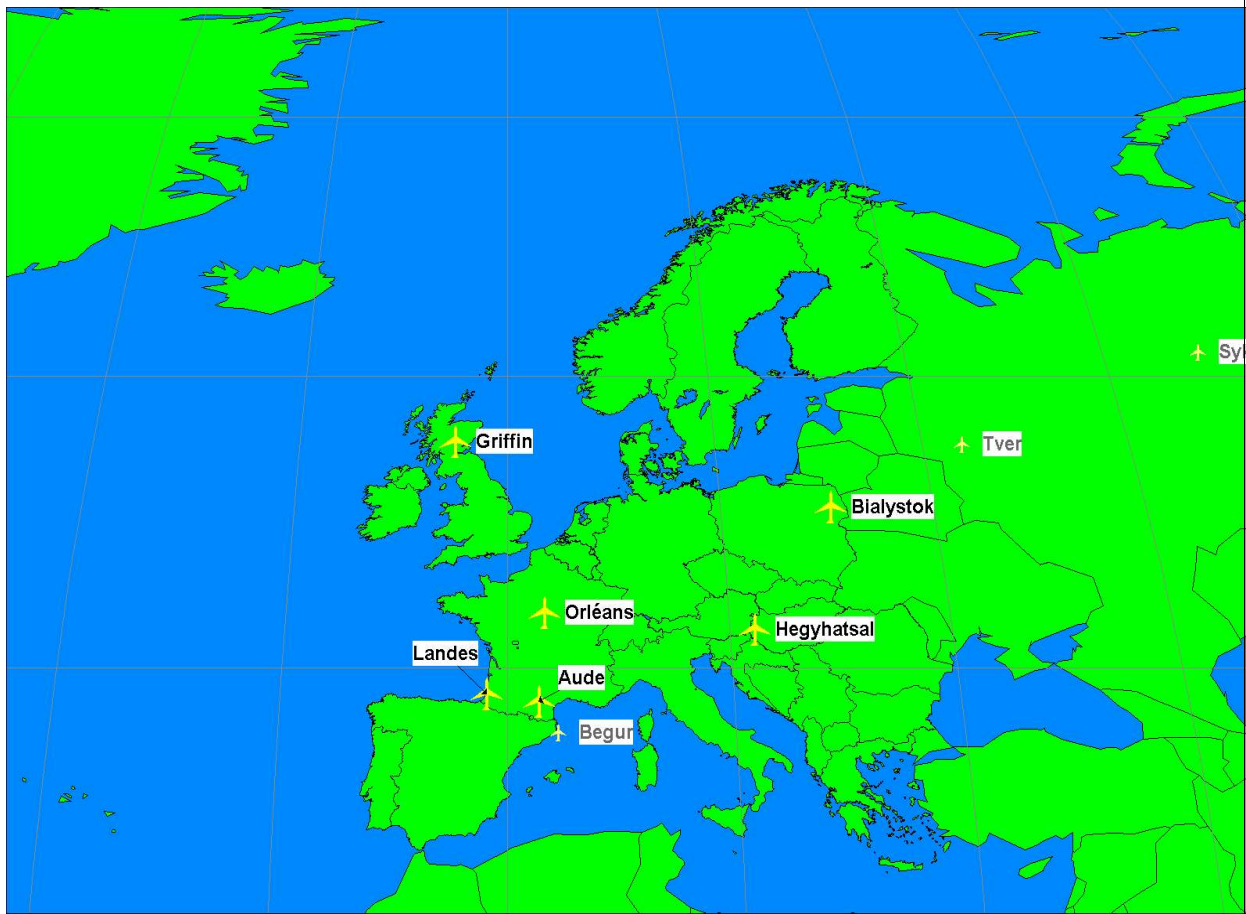 Griffin
Tver
Bialystok
Orléans
Hegyhatsal
Landes
Aude
Begur